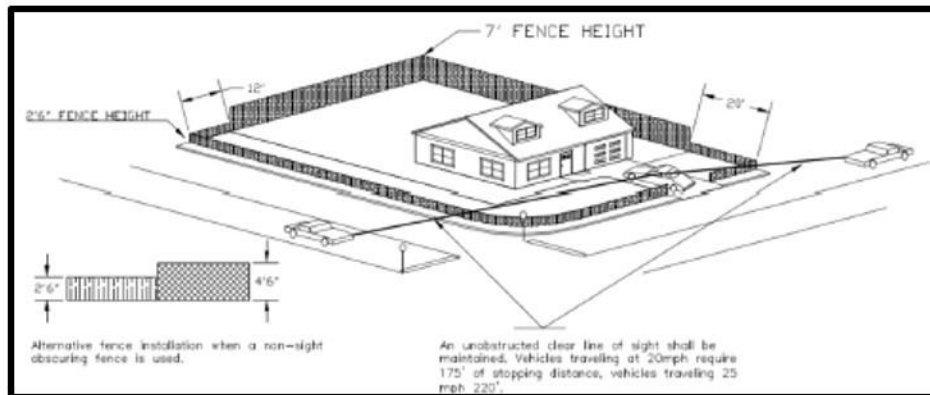 7' FENCE HEIGHT
12'
20'
2'6" FENCE HEIGHT
2'6"
4'6"
Alternative fence installation when a non-sight
obscuring fence is used.
An unobstructed clear line of sight shall be
maintained. Vehicles traveling at 20mph require
175' of stopping distance, vehicles traveling 25
mph 220'.